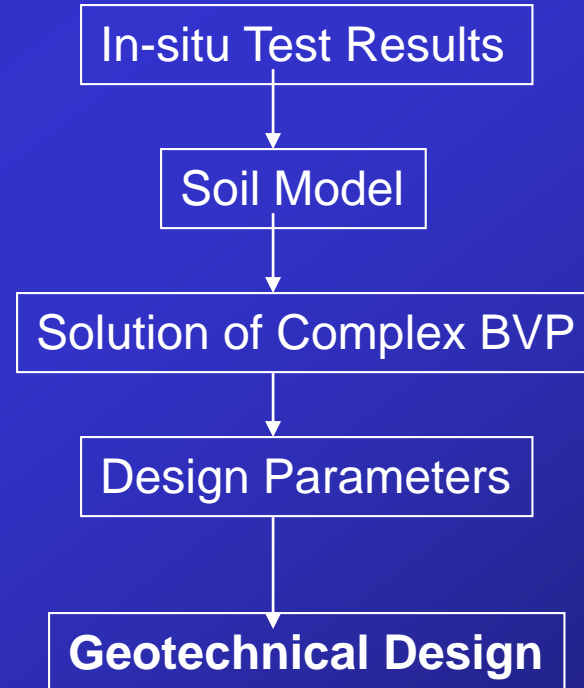 In-situ Test Results
Soil Model
Solution of Complex BVP
Design Parameters
Geotechnical Design